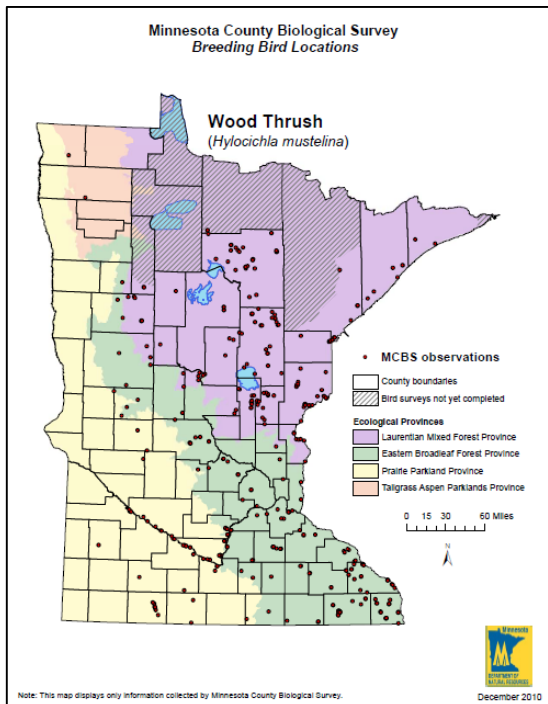 Minnesota County Biological Survey
Breeding Bird Locations
Wood Thrush
(Hylocichla mustelina)
MCBS observations
County boundaries
Bird surveys not yet completed
Ecological Provinces
Laurentian Mixed Forest Province
Eastern Broadleaf Forest Province
Prairie Parkland Province
Tallgrass Aspen Parklands Province
0 15 30 60 Miles
N
Minnesota
DEPARTMENT OF
NATURAL RESOURCES
Note: This map displays only information collected by Minnesota County Biological Survey.
December 2010